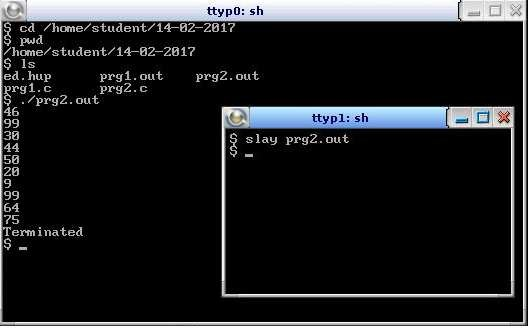 ttyp0: sh
$ cd /home/student/14-02-2017
$ pwd
/home/student/14-02-2017
$ ls
ed.hup prg1.out prg2.out
prg1.c prg2.c
$ ./prg2.out
46
99
30
44
50
20
9
99
64
75
Terminated
$
ttyp1: sh
$ slay prg2.out
$